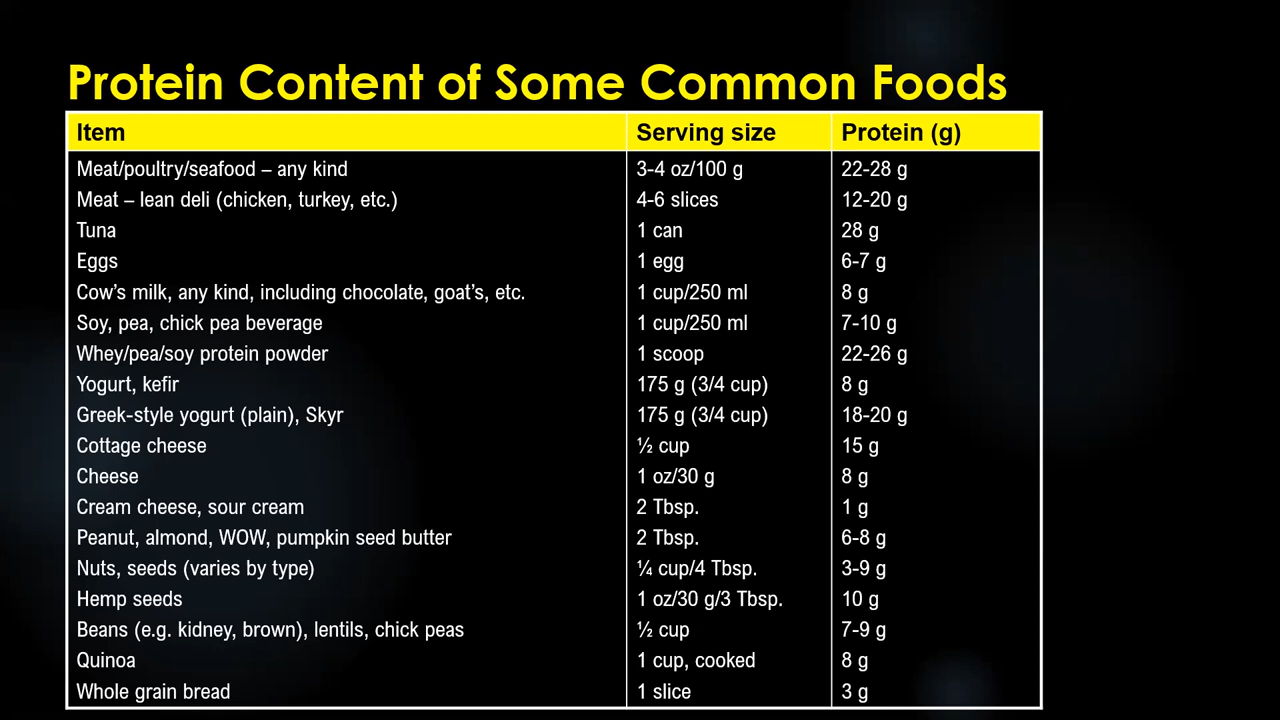 Protein Content of Some Common Foods
Item Serving size Protein (g)
Meat/poultry/seafood – any kind 3-4 oz/100 g 22-28 g
Meat – lean deli (chicken, turkey, etc.) 4-6 slices 12-20 g
Tuna 1 can 28 g
Eggs 1 egg 6-7 g
Cow’s milk, any kind, including chocolate, goat’s, etc. 1 cup/250 ml 8 g
Soy, pea, chick pea beverage 1 cup/250 ml 7-10 g
Whey/pea/soy protein powder 1 scoop 22-26 g
Yogurt, kefir 175 g (3/4 cup) 8 g
Greek-style yogurt (plain), Skyr 175 g (3/4 cup) 18-20 g
Cottage cheese ½ cup 15 g
Cheese 1 oz/30 g 8 g
Cream cheese, sour cream 2 Tbsp. 1 g
Peanut, almond, WOW, pumpkin seed butter 2 Tbsp. 6-8 g
Nuts, seeds (varies by type) ¼ cup/4 Tbsp. 3-9 g
Hemp seeds 1 oz/30 g/3 Tbsp. 10 g
Beans (e.g. kidney, brown), lentils, chick peas ½ cup 7-9 g
Quinoa 1 cup, cooked 8 g
Whole grain bread 1 slice 3 g